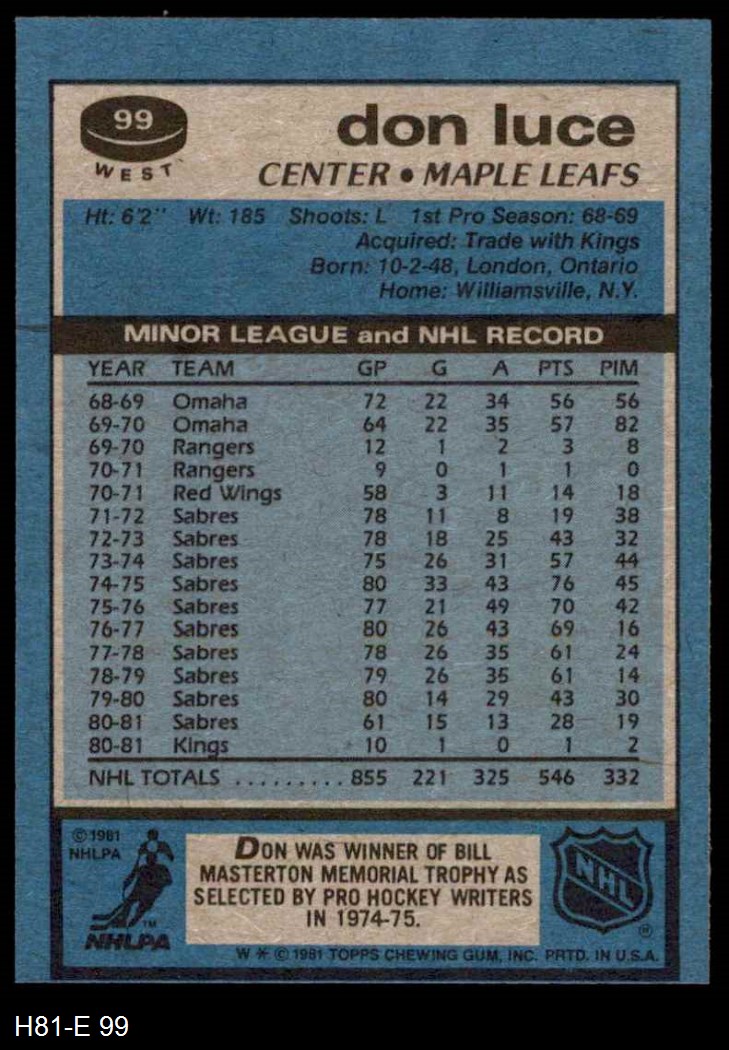 99
WEST
don luce
CENTER • MAPLE LEAFS
Ht: 6'2" Wt: 185 Shoots: L 1st Pro Season: 68-69
Acquired: Trade with Kings
Born: 10-2-48, London, Ontario
Home: Williamsville, N.Y.
MINOR LEAGUE and NHL RECORD
YEAR TEAM GP G A PTS PIM
68-69 Omaha 72 22 34 56 56
69-70 Omaha 64 22 35 57 82
69-70 Rangers 12 1 2 3 8
70-71 Rangers 9 0 1 1 0
70-71 Red Wings 58 3 11 14 18
71-72 Sabres 78 11 8 19 38
72-73 Sabres 78 18 25 43 32
73-74 Sabres 75 26 31 57 44
74-75 Sabres 80 33 43 76 45
75-76 Sabres 77 21 49 70 42
76-77 Sabres 80 26 43 69 16
77-78 Sabres 78 26 35 61 24
78-79 Sabres 79 26 35 61 14
79-80 Sabres 80 14 29 43 30
80-81 Sabres 61 15 13 28 19
80-81 Kings 10 1 0 1 2
NHL TOTALS ......... 855 221 325 546 332
© 1981
NHLPA
TM
NHLPA
DON WAS WINNER OF BILL
MASTERTON MEMORIAL TROPHY AS
SELECTED BY PRO HOCKEY WRITERS
IN 1974-75.
NHL
®
W * © 1981 TOPPS CHEWING GUM, INC. PRTD. IN U.S.A.
H81-E 99